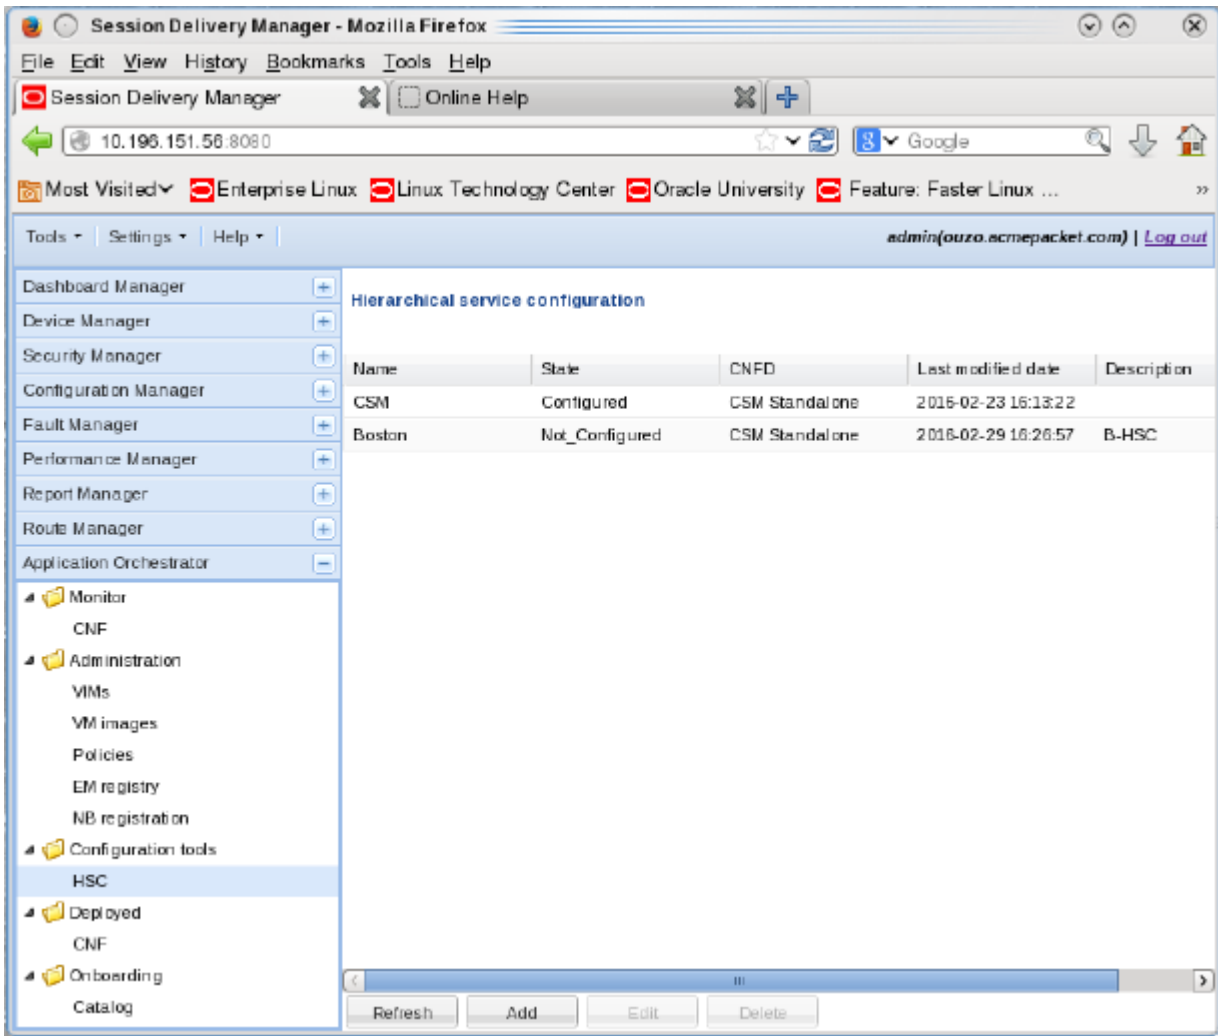 Session Delivery Manager - Mozilla Firefox
File Edit View History Bookmarks Tools Help
Session Delivery Manager Online Help
10.196.151.56:8080 8 Google
Most Visited Enterprise Linux Linux Technology Center Oracle University Feature: Faster Linux ... »
Tools Settings Help admin(ouzo.acmepacket.com) | Log out
Dashboard Manager
Device Manager
Security Manager
Configuration Manager
Fault Manager
Performance Manager
Report Manager
Route Manager
Application Orchestrator
Monitor
CNF
Administration
VIMs
VM images
Policies
EM registry
NB registration
Configuration tools
HSC
Deployed
CNF
Onboarding
Catalog
Hierarchical service configuration
Name State CNFD Last modified date Description
CSM Configured CSM Standalone 2016-02-23 16:13:22
Boston Not_Configured CSM Standalone 2016-02-29 16:26:57 B-HSC
Refresh Add Edit Delete